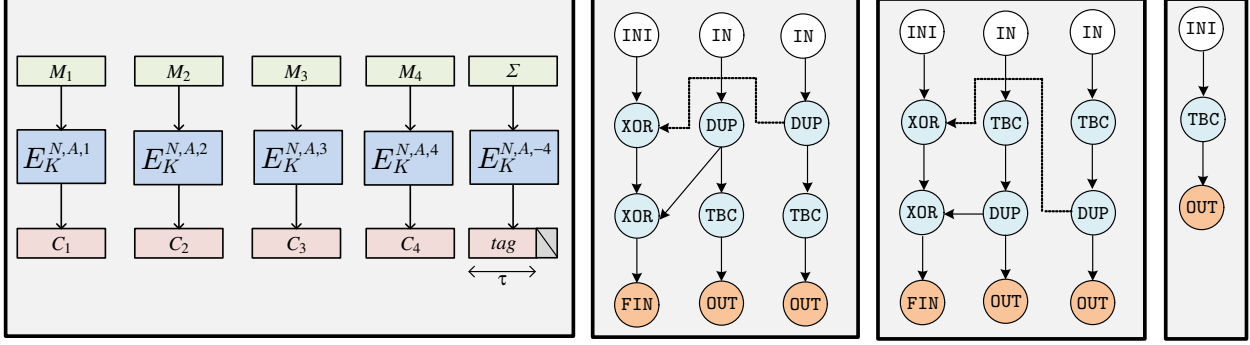 M₁ M₂ M₃ M₄ Σ
E_K^{N,A,1} E_K^{N,A,2} E_K^{N,A,3} E_K^{N,A,4} E_K^{N,A,−4}
C₁ C₂ C₃ C₄ tag
τ
INI IN IN
XOR DUP DUP
XOR TBC TBC
FIN OUT OUT
INI IN IN
XOR TBC TBC
XOR DUP DUP
FIN OUT OUT
INI
TBC
OUT